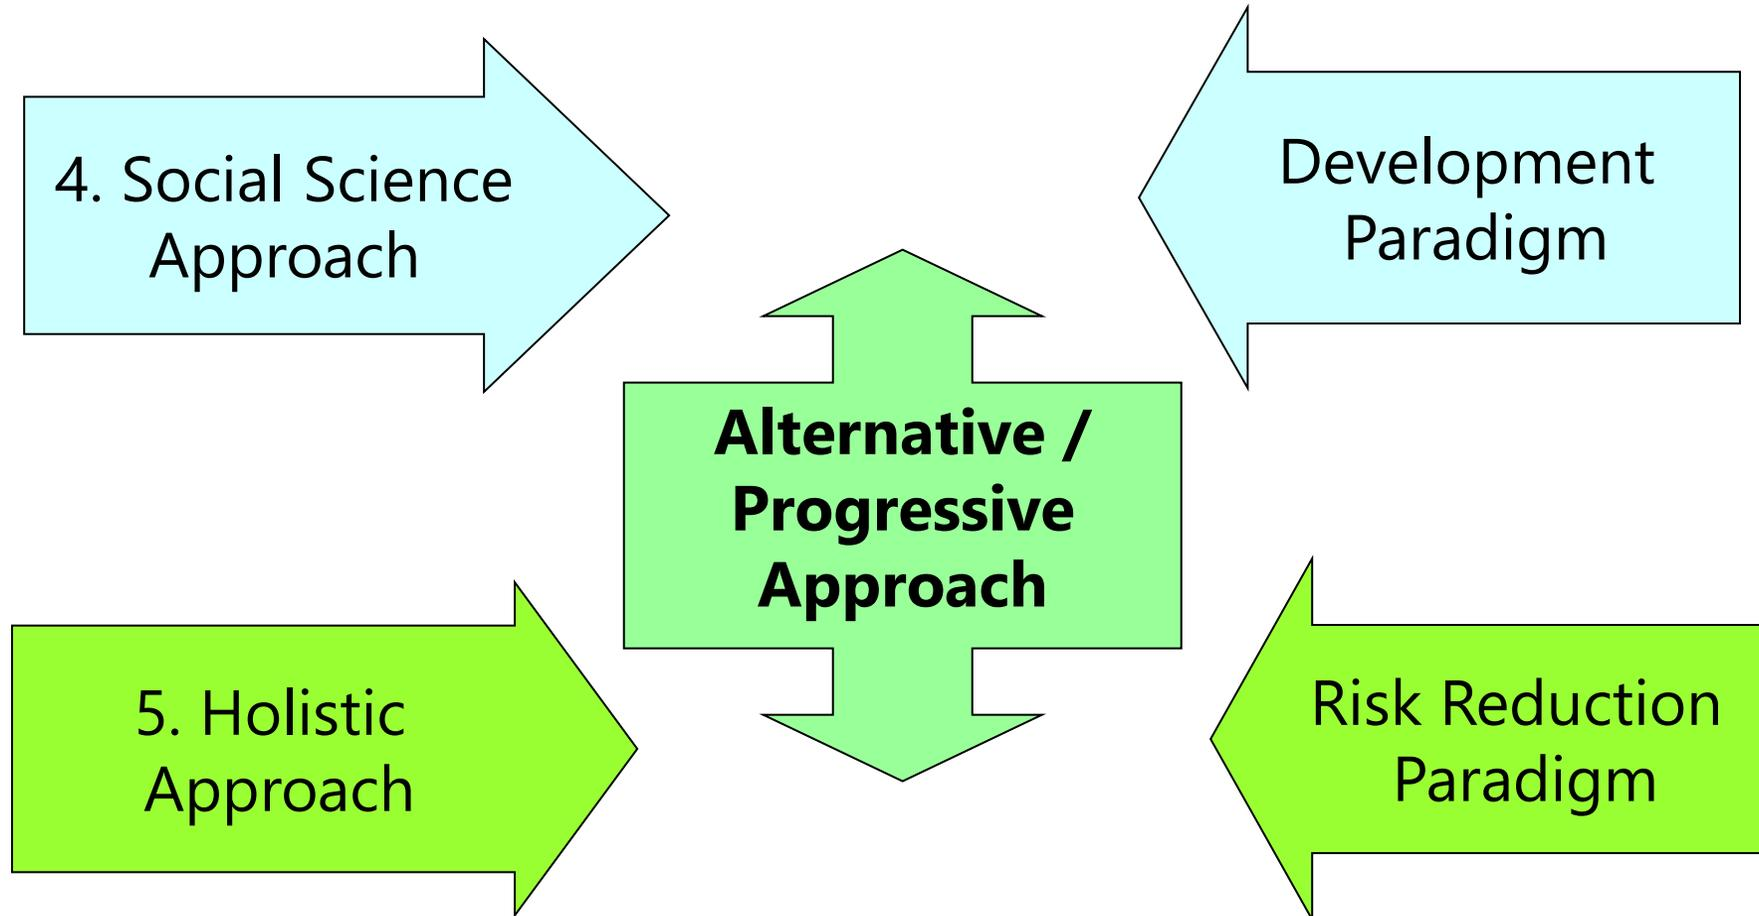 4. Social Science
Approach
Development
Paradigm
Alternative /
Progressive
Approach
5. Holistic
Approach
Risk Reduction
Paradigm